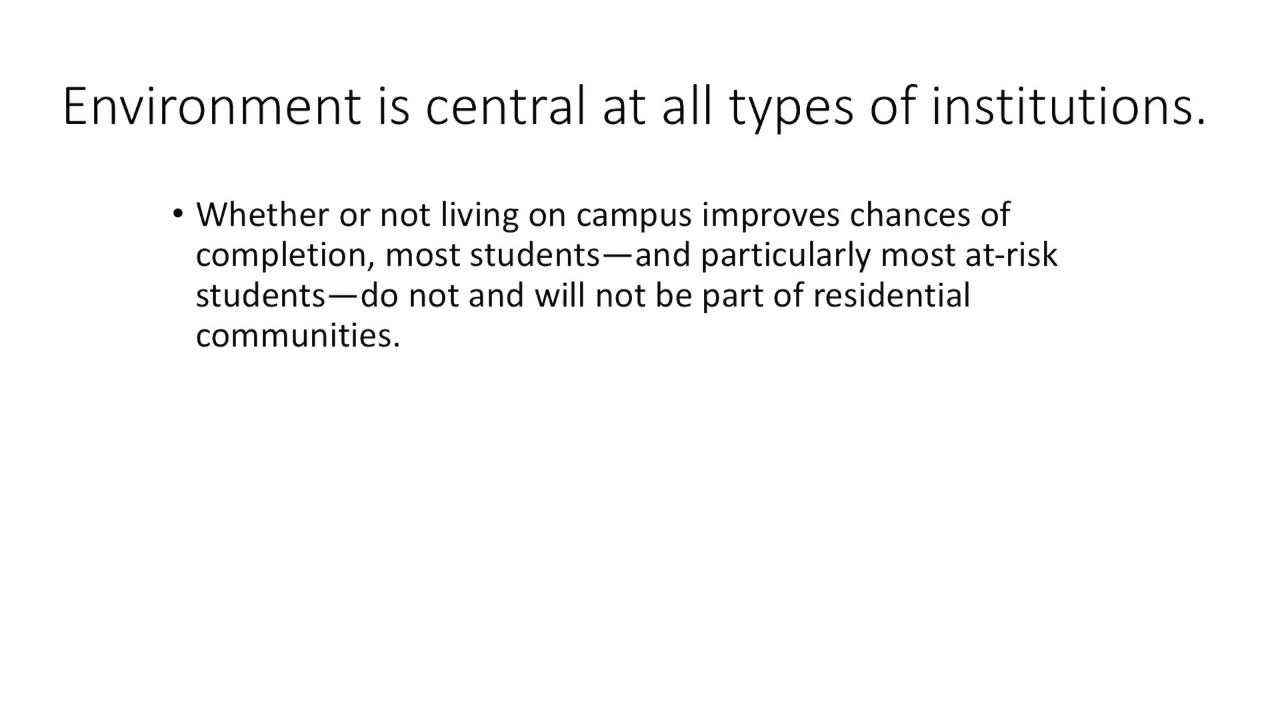 Environment is central at all types of institutions.
• Whether or not living on campus improves chances of
completion, most students—and particularly most at-risk
students—do not and will not be part of residential
communities.